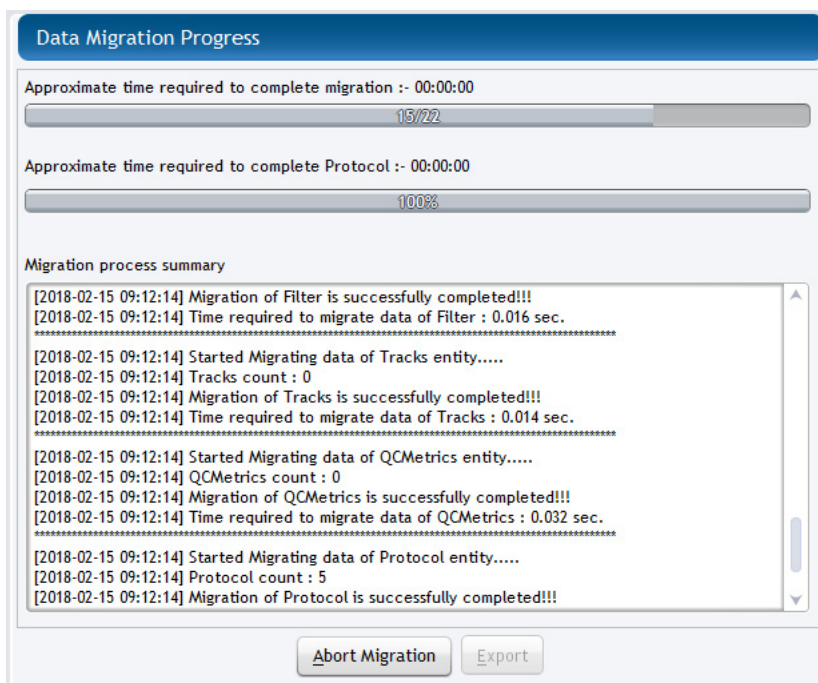 Data Migration Progress
Approximate time required to complete migration :- 00:00:00
15/22
Approximate time required to complete Protocol :- 00:00:00
100%
Migration process summary
[2018-02-15 09:12:14] Migration of Filter is successfully completed!!!
[2018-02-15 09:12:14] Time required to migrate data of Filter : 0.016 sec.
****************************************************************************************************************
[2018-02-15 09:12:14] Started Migrating data of Tracks entity.....
[2018-02-15 09:12:14] Tracks count : 0
[2018-02-15 09:12:14] Migration of Tracks is successfully completed!!!
[2018-02-15 09:12:14] Time required to migrate data of Tracks : 0.014 sec.
****************************************************************************************************************
[2018-02-15 09:12:14] Started Migrating data of QCMetrics entity.....
[2018-02-15 09:12:14] QCMetrics count : 0
[2018-02-15 09:12:14] Migration of QCMetrics is successfully completed!!!
[2018-02-15 09:12:14] Time required to migrate data of QCMetrics : 0.032 sec.
****************************************************************************************************************
[2018-02-15 09:12:14] Started Migrating data of Protocol entity.....
[2018-02-15 09:12:14] Protocol count : 5
[2018-02-15 09:12:14] Migration of Protocol is successfully completed!!!
Abort Migration
Export